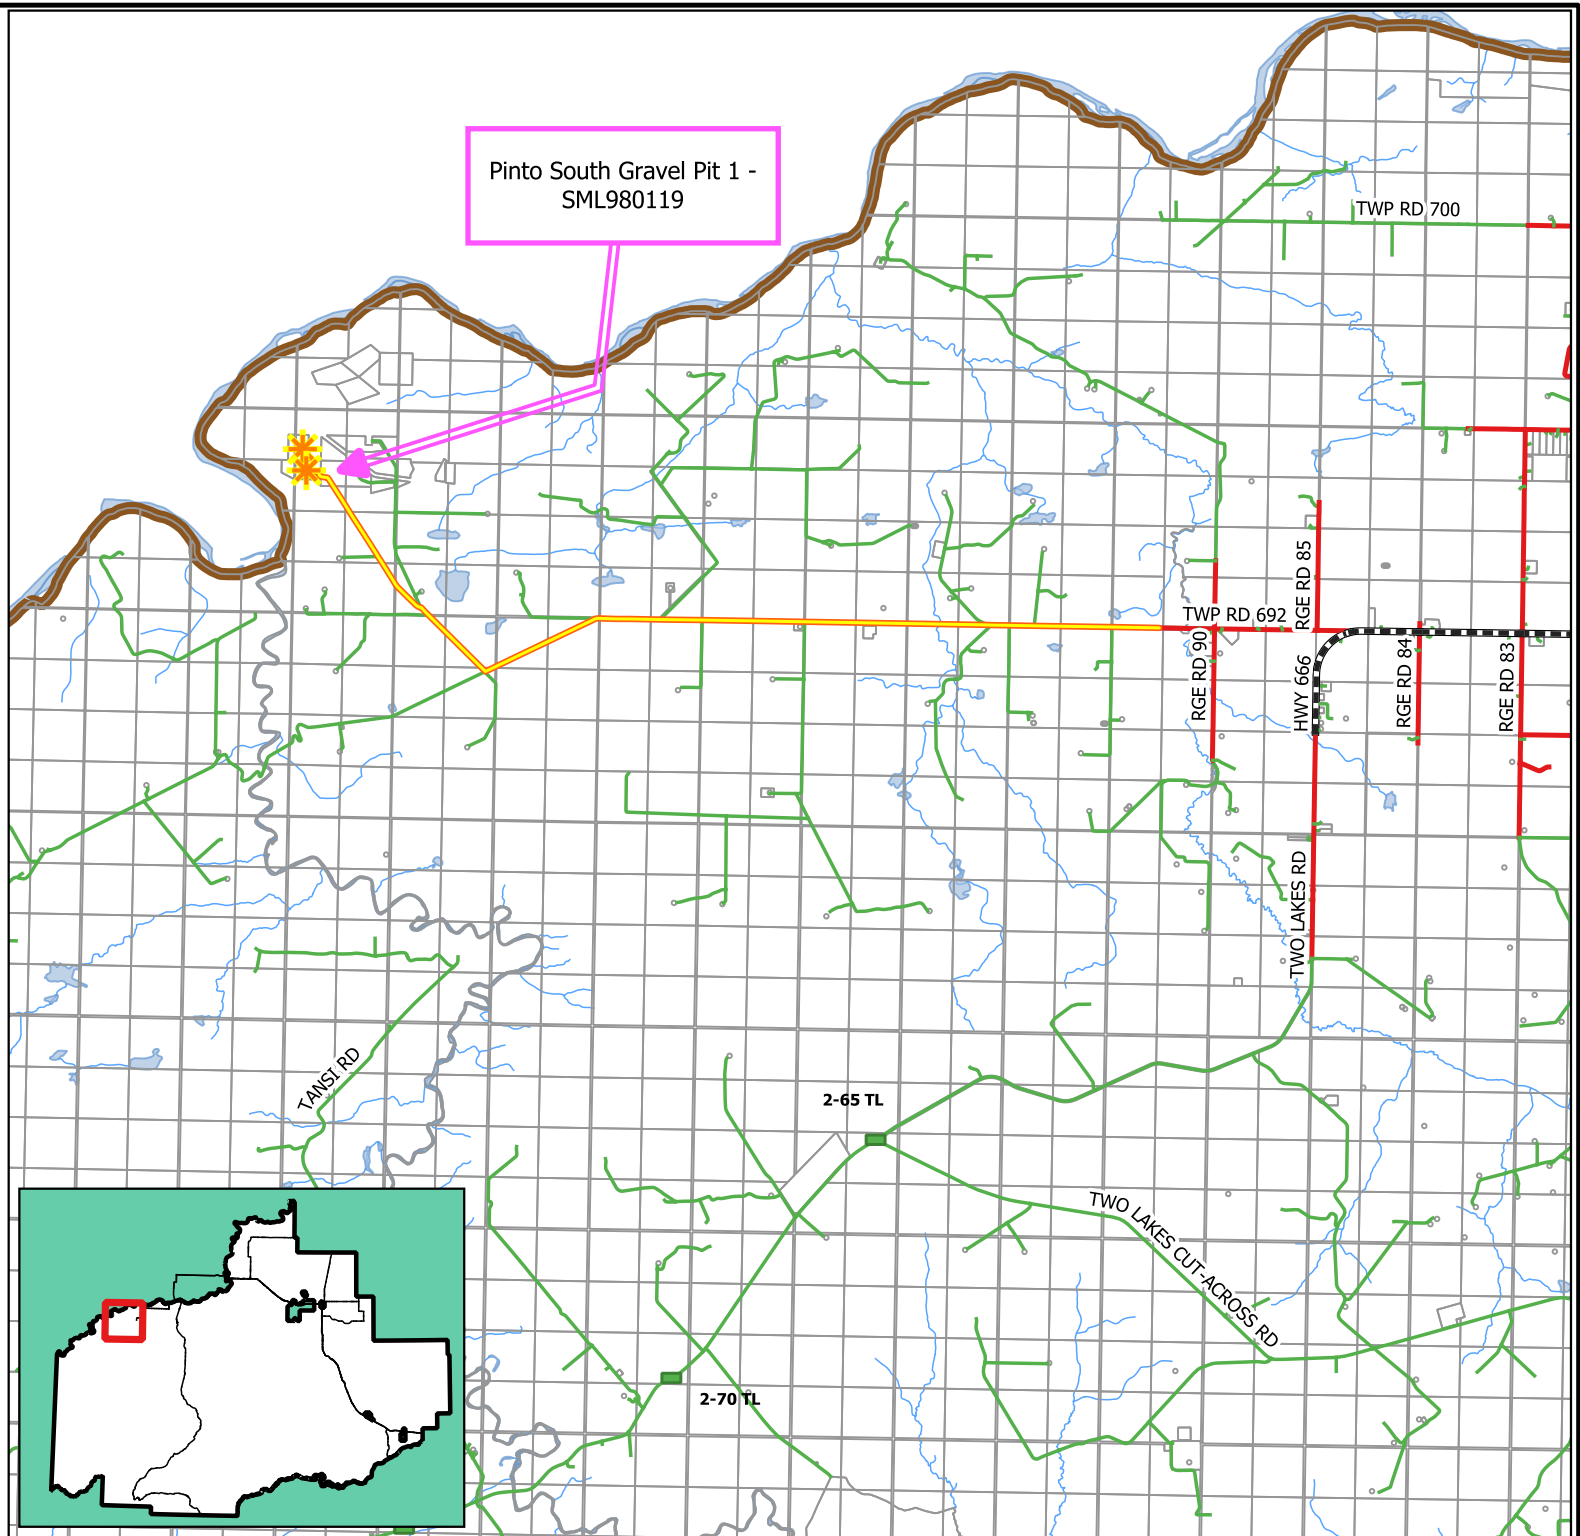 Pinto South Gravel Pit 1 -
SML980119
TWP RD 700
RGE RD 85
TWP RD 692
RGE RD 90
HWY 666
RGE RD 84
RGE RD 83
TWO LAKES RD
TANSI RD
2-65 TL
TWO LAKES CUT-ACROSS RD
2-70 TL